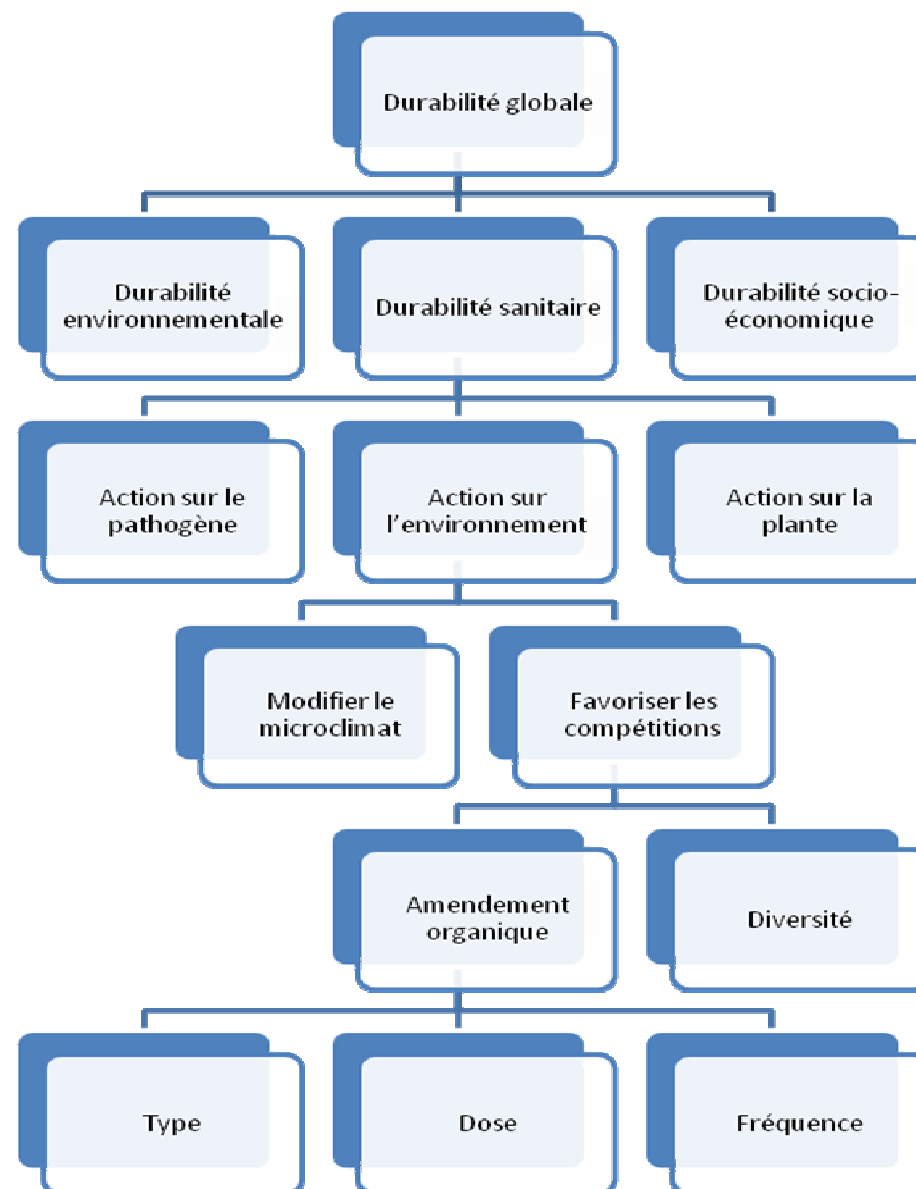 Durabilité globale
Durabilité
environnementale
Durabilité sanitaire
Durabilité socio-
économique
Action sur le
pathogène
Action sur
l'environnement
Action sur la
plante
Modifier le
microclimat
Favoriser les
compétitions
Amendement
organique
Diversité
Type
Dose
Fréquence